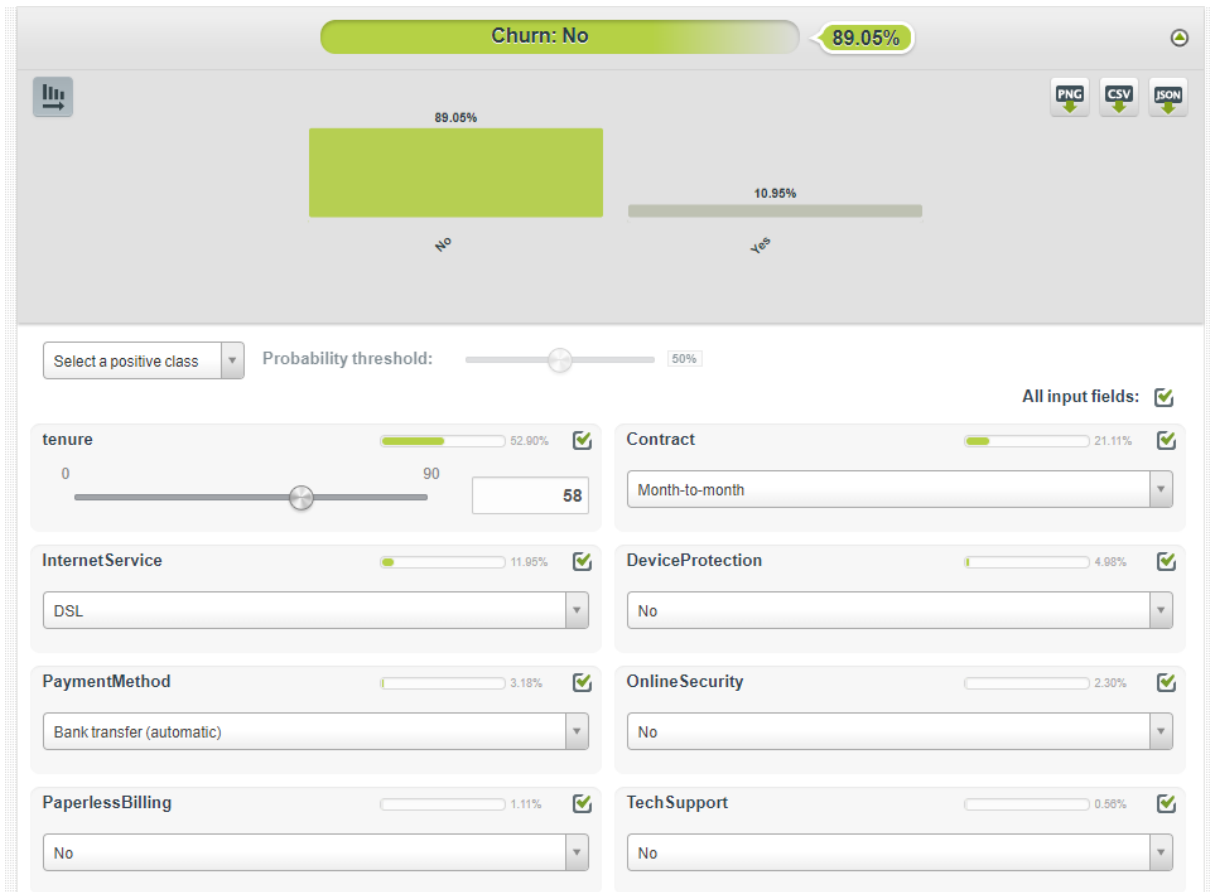 Churn: No
89.05%
PNG CSV JSON
89.05%
10.95%
No
Yes
Select a positive class
Probability threshold:
50%
All input fields:
tenure
52.90%
0
90
58
Contract
21.11%
Month-to-month
InternetService
11.95%
DSL
DeviceProtection
4.98%
No
PaymentMethod
3.18%
Bank transfer (automatic)
OnlineSecurity
2.30%
No
PaperlessBilling
1.11%
No
TechSupport
0.56%
No